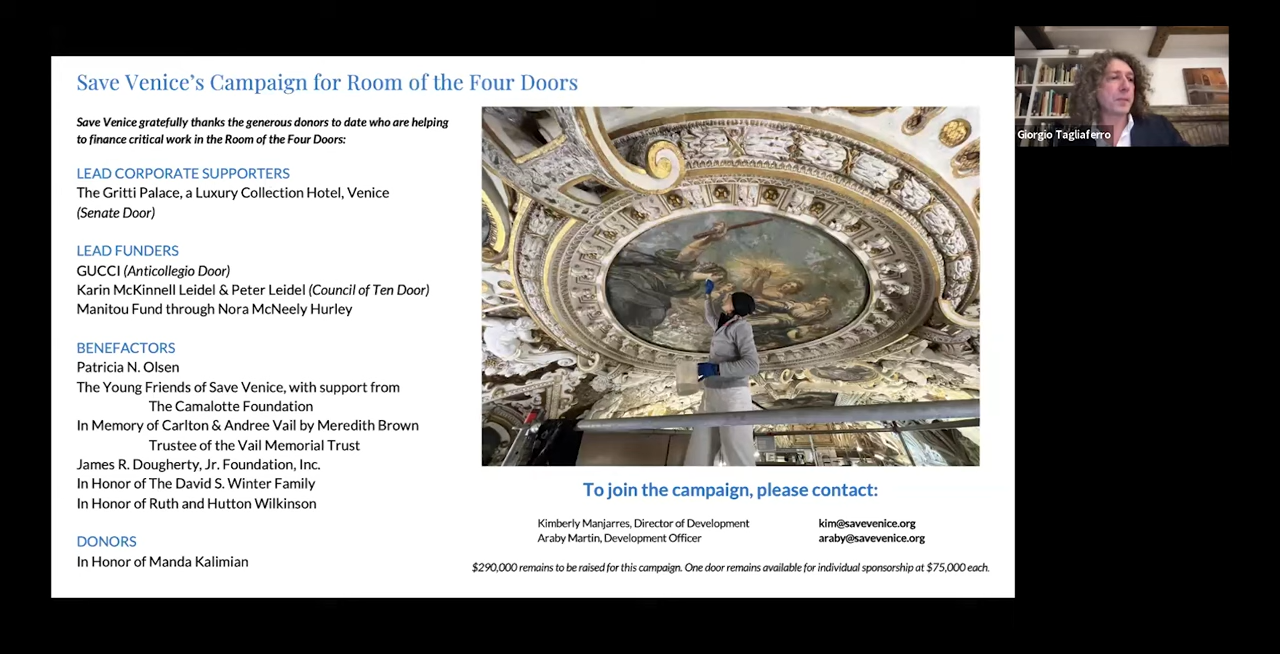 Save Venice's Campaign for Room of the Four Doors
Save Venice gratefully thanks the generous donors to date who are helping
to finance critical work in the Room of the Four Doors:
LEAD CORPORATE SUPPORTERS
The Gritti Palace, a Luxury Collection Hotel, Venice
(Senate Door)
LEAD FUNDERS
GUCCI (Anticollegio Door)
Karin McKinnell Leidel & Peter Leidel (Council of Ten Door)
Manitou Fund through Nora McNeely Hurley
BENEFACTORS
Patricia N. Olsen
The Young Friends of Save Venice, with support from
The Camalotte Foundation
In Memory of Carlton & Andree Vail by Meredith Brown
Trustee of the Vail Memorial Trust
James R. Dougherty, Jr. Foundation, Inc.
In Honor of The David S. Winter Family
In Honor of Ruth and Hutton Wilkinson
DONORS
In Honor of Manda Kalimian
To join the campaign, please contact:
Kimberly Manjarres, Director of Development kim@savevenice.org
Araby Martin, Development Officer araby@savevenice.org
$290,000 remains to be raised for this campaign. One door remains available for individual sponsorship at $75,000 each.
Giorgio Tagliaferro